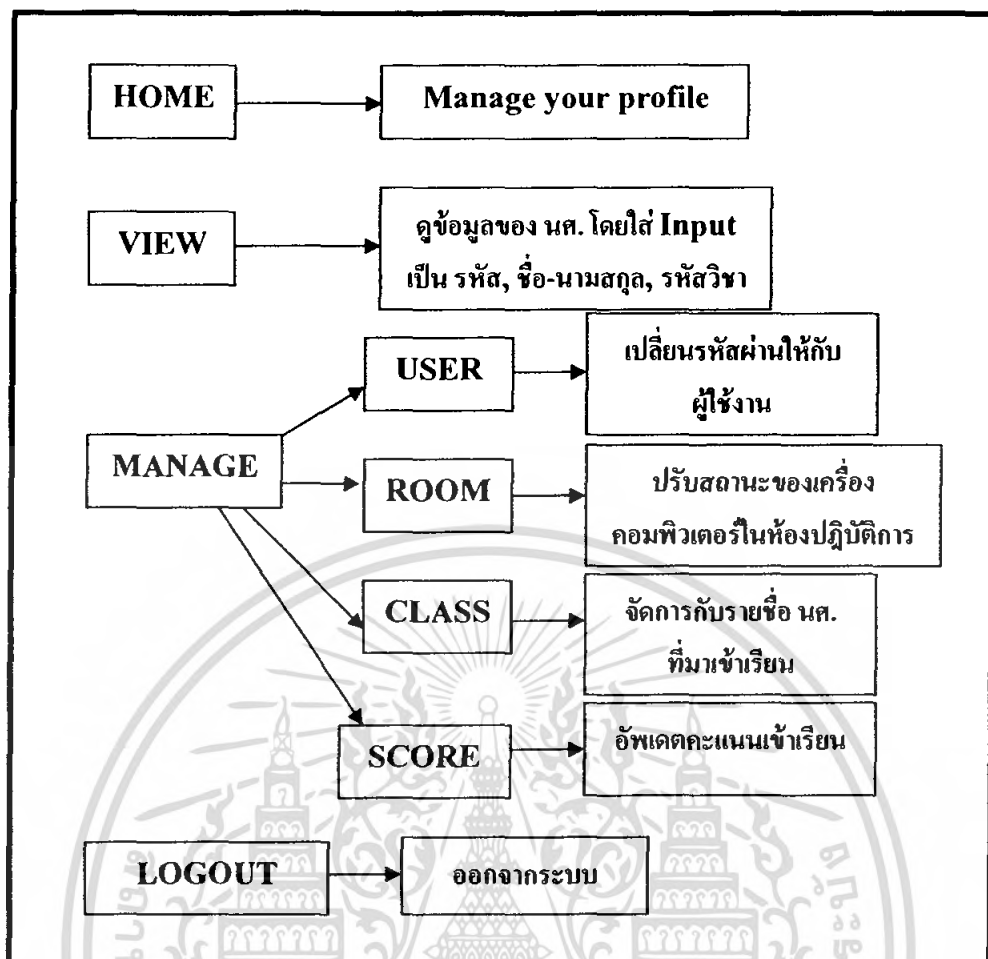 HOME
Manage your profile
VIEW
ดูข้อมูลของ นศ. โดยใส่ Input
เป็น รหัส, ชื่อ-นามสกุล, รหัสวิชา
MANAGE
USER
เปลี่ยนรหัสผ่านให้กับ
ผู้ใช้งาน
ROOM
ปรับสถานะของเครื่อง
คอมพิวเตอร์ในห้องปฎิบัติการ
CLASS
จัดการกับรายชื่อ นศ.
ที่มาเข้าเรียน
SCORE
อัพเดตคะแนนเข้าเรียน
LOGOUT
ออกจากระบบ